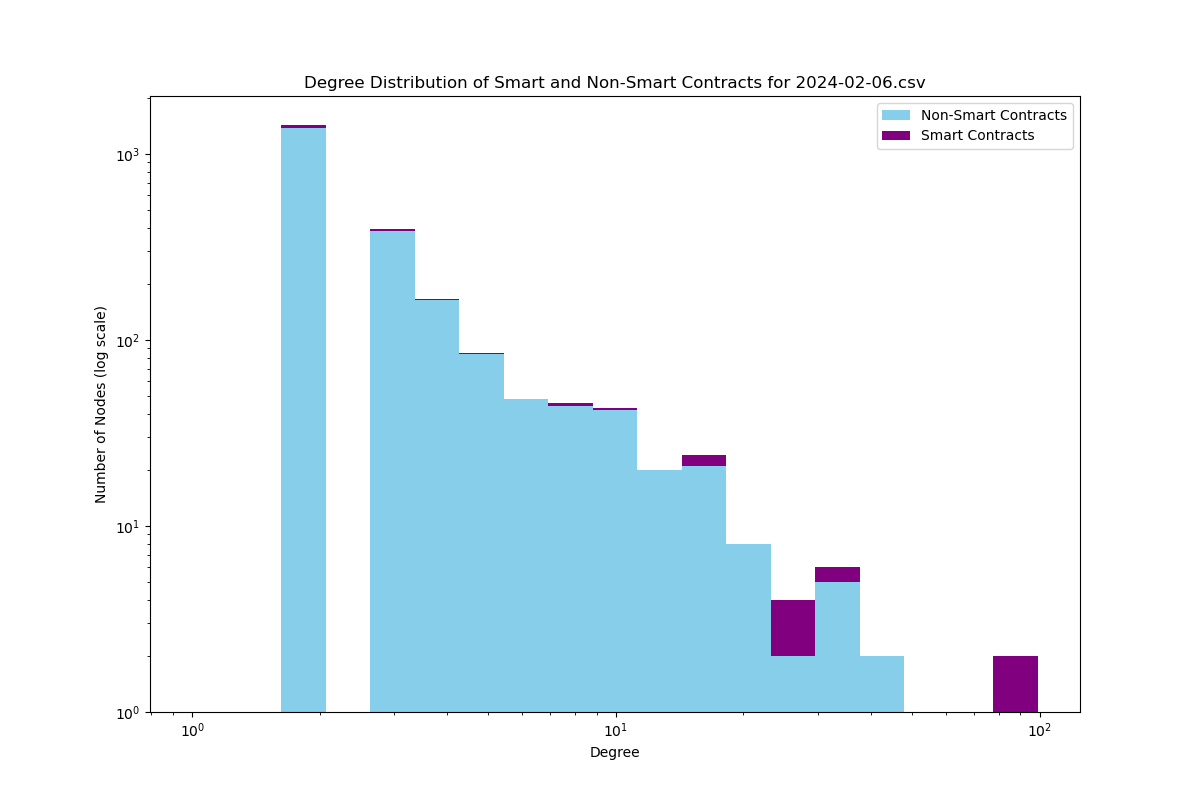 Degree Distribution of Smart and Non-Smart Contracts for 2024-02-06.csv
Non-Smart Contracts
Smart Contracts
Number of Nodes (log scale)
10³
10²
10¹
10⁰
10⁰ 10¹ 10²
Degree